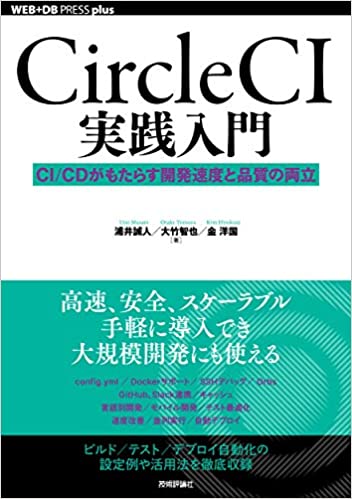 WEB+DB PRESS plus
CircleCI
実践入門
CI/CDがもたらす開発速度と品質の両立
Urai Masato Otake Tomoya Kim Hirokuni
浦井誠人／大竹智也／金 洋国
[著]
高速、安全、スケーラブル
手軽に導入でき
大規模開発にも使える
config.yml／Dockerサポート／SSHデバッグ／Orbs
GitHub、Slack連携／キャッシュ
言語別開発／モバイル開発／テスト最適化
速度改善／並列実行／自動デプロイ
ビルド／テスト／デプロイ自動化の
設定例や活用法を徹底収録
技術評論社